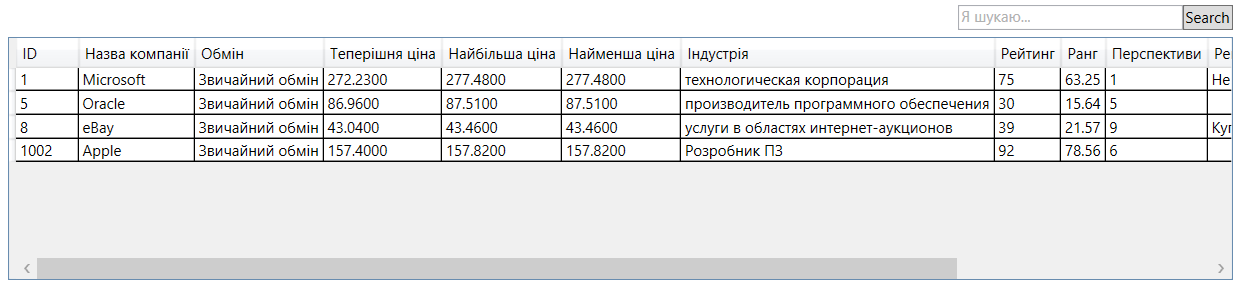 Я шукаю... Search
ID Назва компанії Обмін Теперішня ціна Найбільша ціна Найменша ціна Індустрія Рейтинг Ранг Перспективи Ре
1 Microsoft Звичайний обмін 272.2300 277.4800 277.4800 технологическая корпорация 75 63.25 1 Не
5 Oracle Звичайний обмін 86.9600 87.5100 87.5100 производитель программного обеспечения 30 15.64 5
8 eBay Звичайний обмін 43.0400 43.4600 43.4600 услуги в областях интернет-аукционов 39 21.57 9 Куп
1002 Apple Звичайний обмін 157.4000 157.8200 157.8200 Розробник ПЗ 92 78.56 6